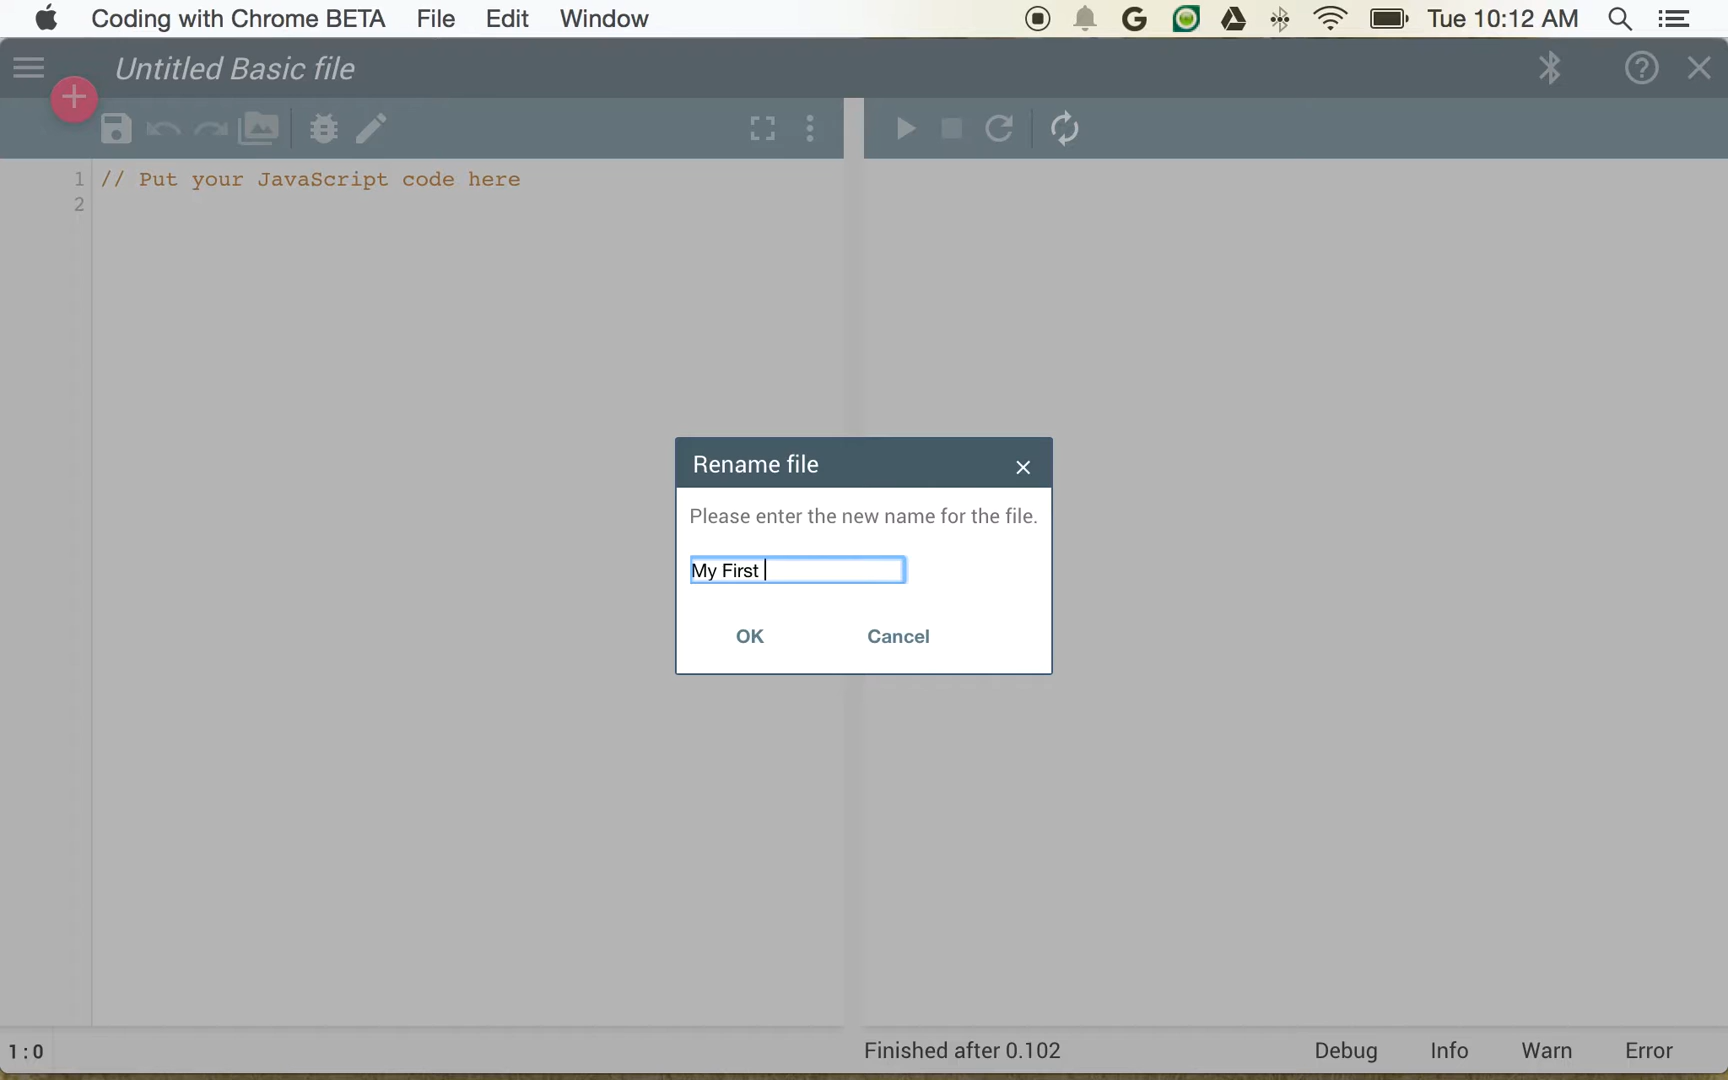 Coding with Chrome BETA File Edit Window Tue 10:12 AM
Untitled Basic file
1 // Put your JavaScript code here
2
Rename file
Please enter the new name for the file.
My First
OK Cancel
1 : 0 Finished after 0.102 Debug Info Warn Error